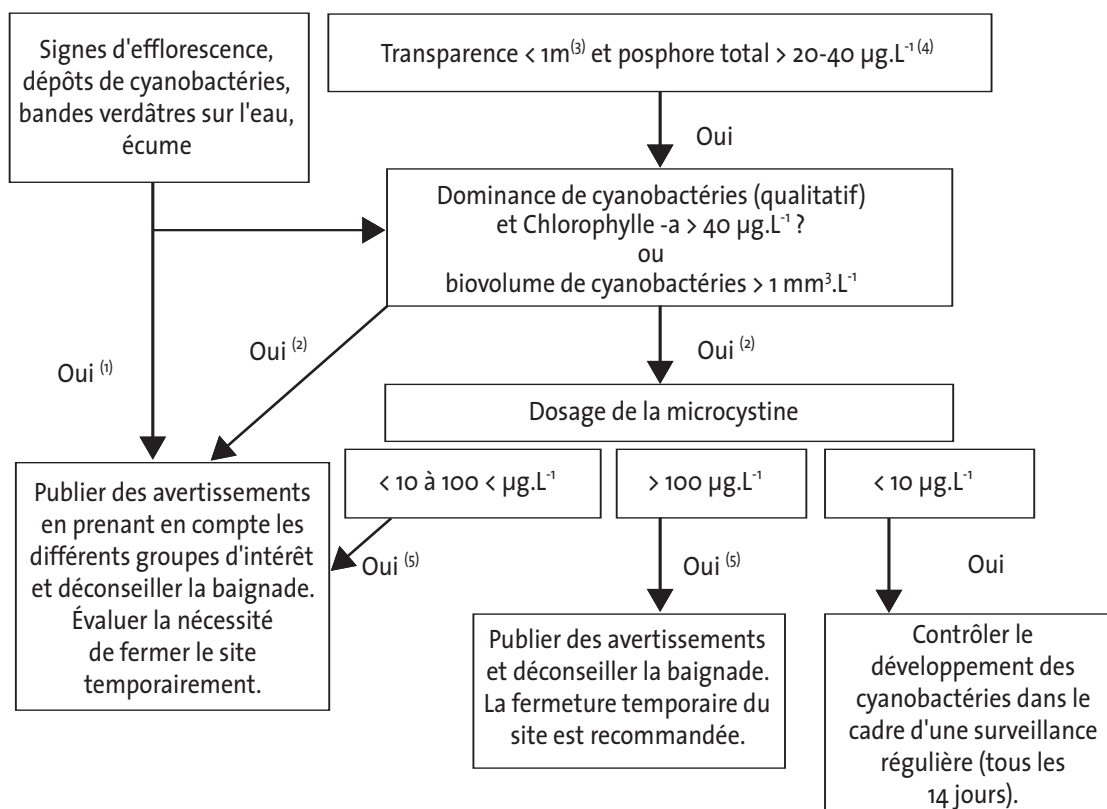 Signes d'efflorescence,
dépôts de cyanobactéries,
bandes verdâtres sur l'eau,
écume
Transparence < 1m⁽³⁾ et posphore total > 20-40 µg.L⁻¹ ⁽⁴⁾
Oui
Dominance de cyanobactéries (qualitatif)
et Chlorophylle -a > 40 µg.L⁻¹ ?
ou
biovolume de cyanobactéries > 1 mm³.L⁻¹
Oui ⁽¹⁾
Oui ⁽²⁾
Oui ⁽²⁾
Dosage de la microcystine
< 10 à 100 < µg.L⁻¹
> 100 µg.L⁻¹
< 10 µg.L⁻¹
Oui ⁽⁵⁾
Oui ⁽⁵⁾
Oui
Publier des avertissements
en prenant en compte les
différents groupes d'intérêt
et déconseiller la baignade.
Évaluer la nécessité
de fermer le site
temporairement.
Publier des avertissements
et déconseiller la baignade.
La fermeture temporaire du
site est recommandée.
Contrôler le
développement des
cyanobactéries dans le
cadre d'une surveillance
régulière (tous les
14 jours).